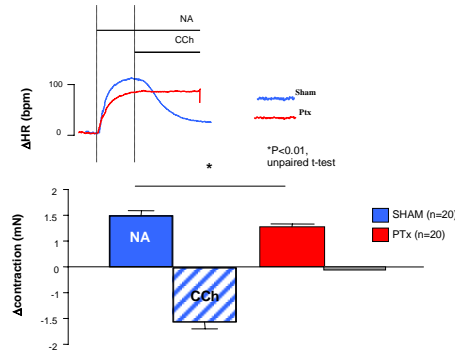 NA
CCh
100
ΔHR (bpm)
0
Sham
Ptx
*P<0.01,
unpaired t-test
*
2
1.5
1
0.5
0
-0.5
-1
-1.5
-2
Δcontraction (mN)
NA
CCh
SHAM (n=20)
PTx (n=20)